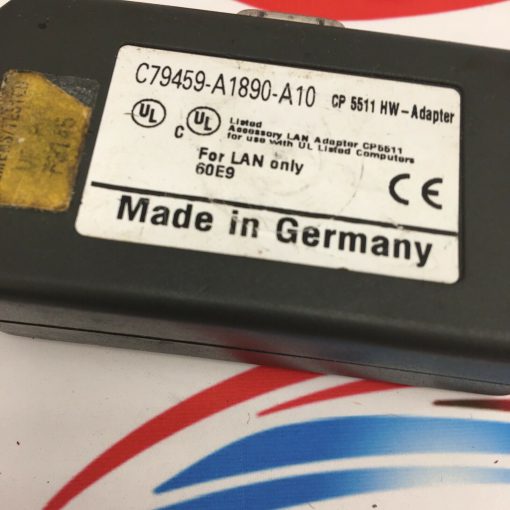 C79459-A1890-A10 CP 5511 HW-Adapter
UL C UL Listed
Accessory LAN Adapter CP5511
for use with UL Listed Computers
For LAN only
60E9
CE
Made in Germany